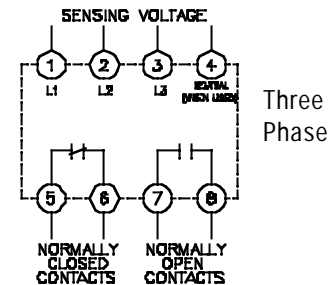 SENSING VOLTAGE
1 2 3 4
L1 L2 L3 NEUTRAL
(WHEN USED)
Three
Phase
5 6 7 8
NORMALLY NORMALLY
CLOSED OPEN
CONTACTS CONTACTS